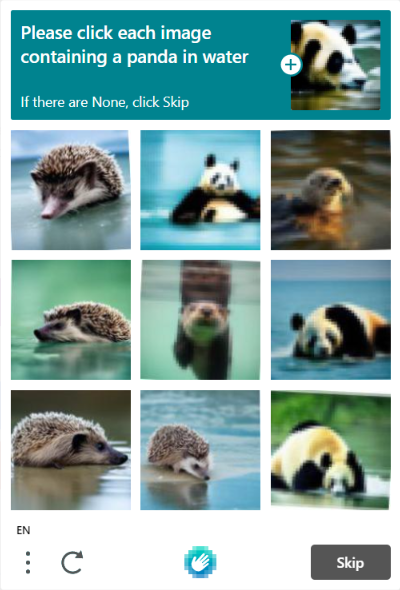 Please click each image
containing a panda in water
If there are None, click Skip
EN
Skip